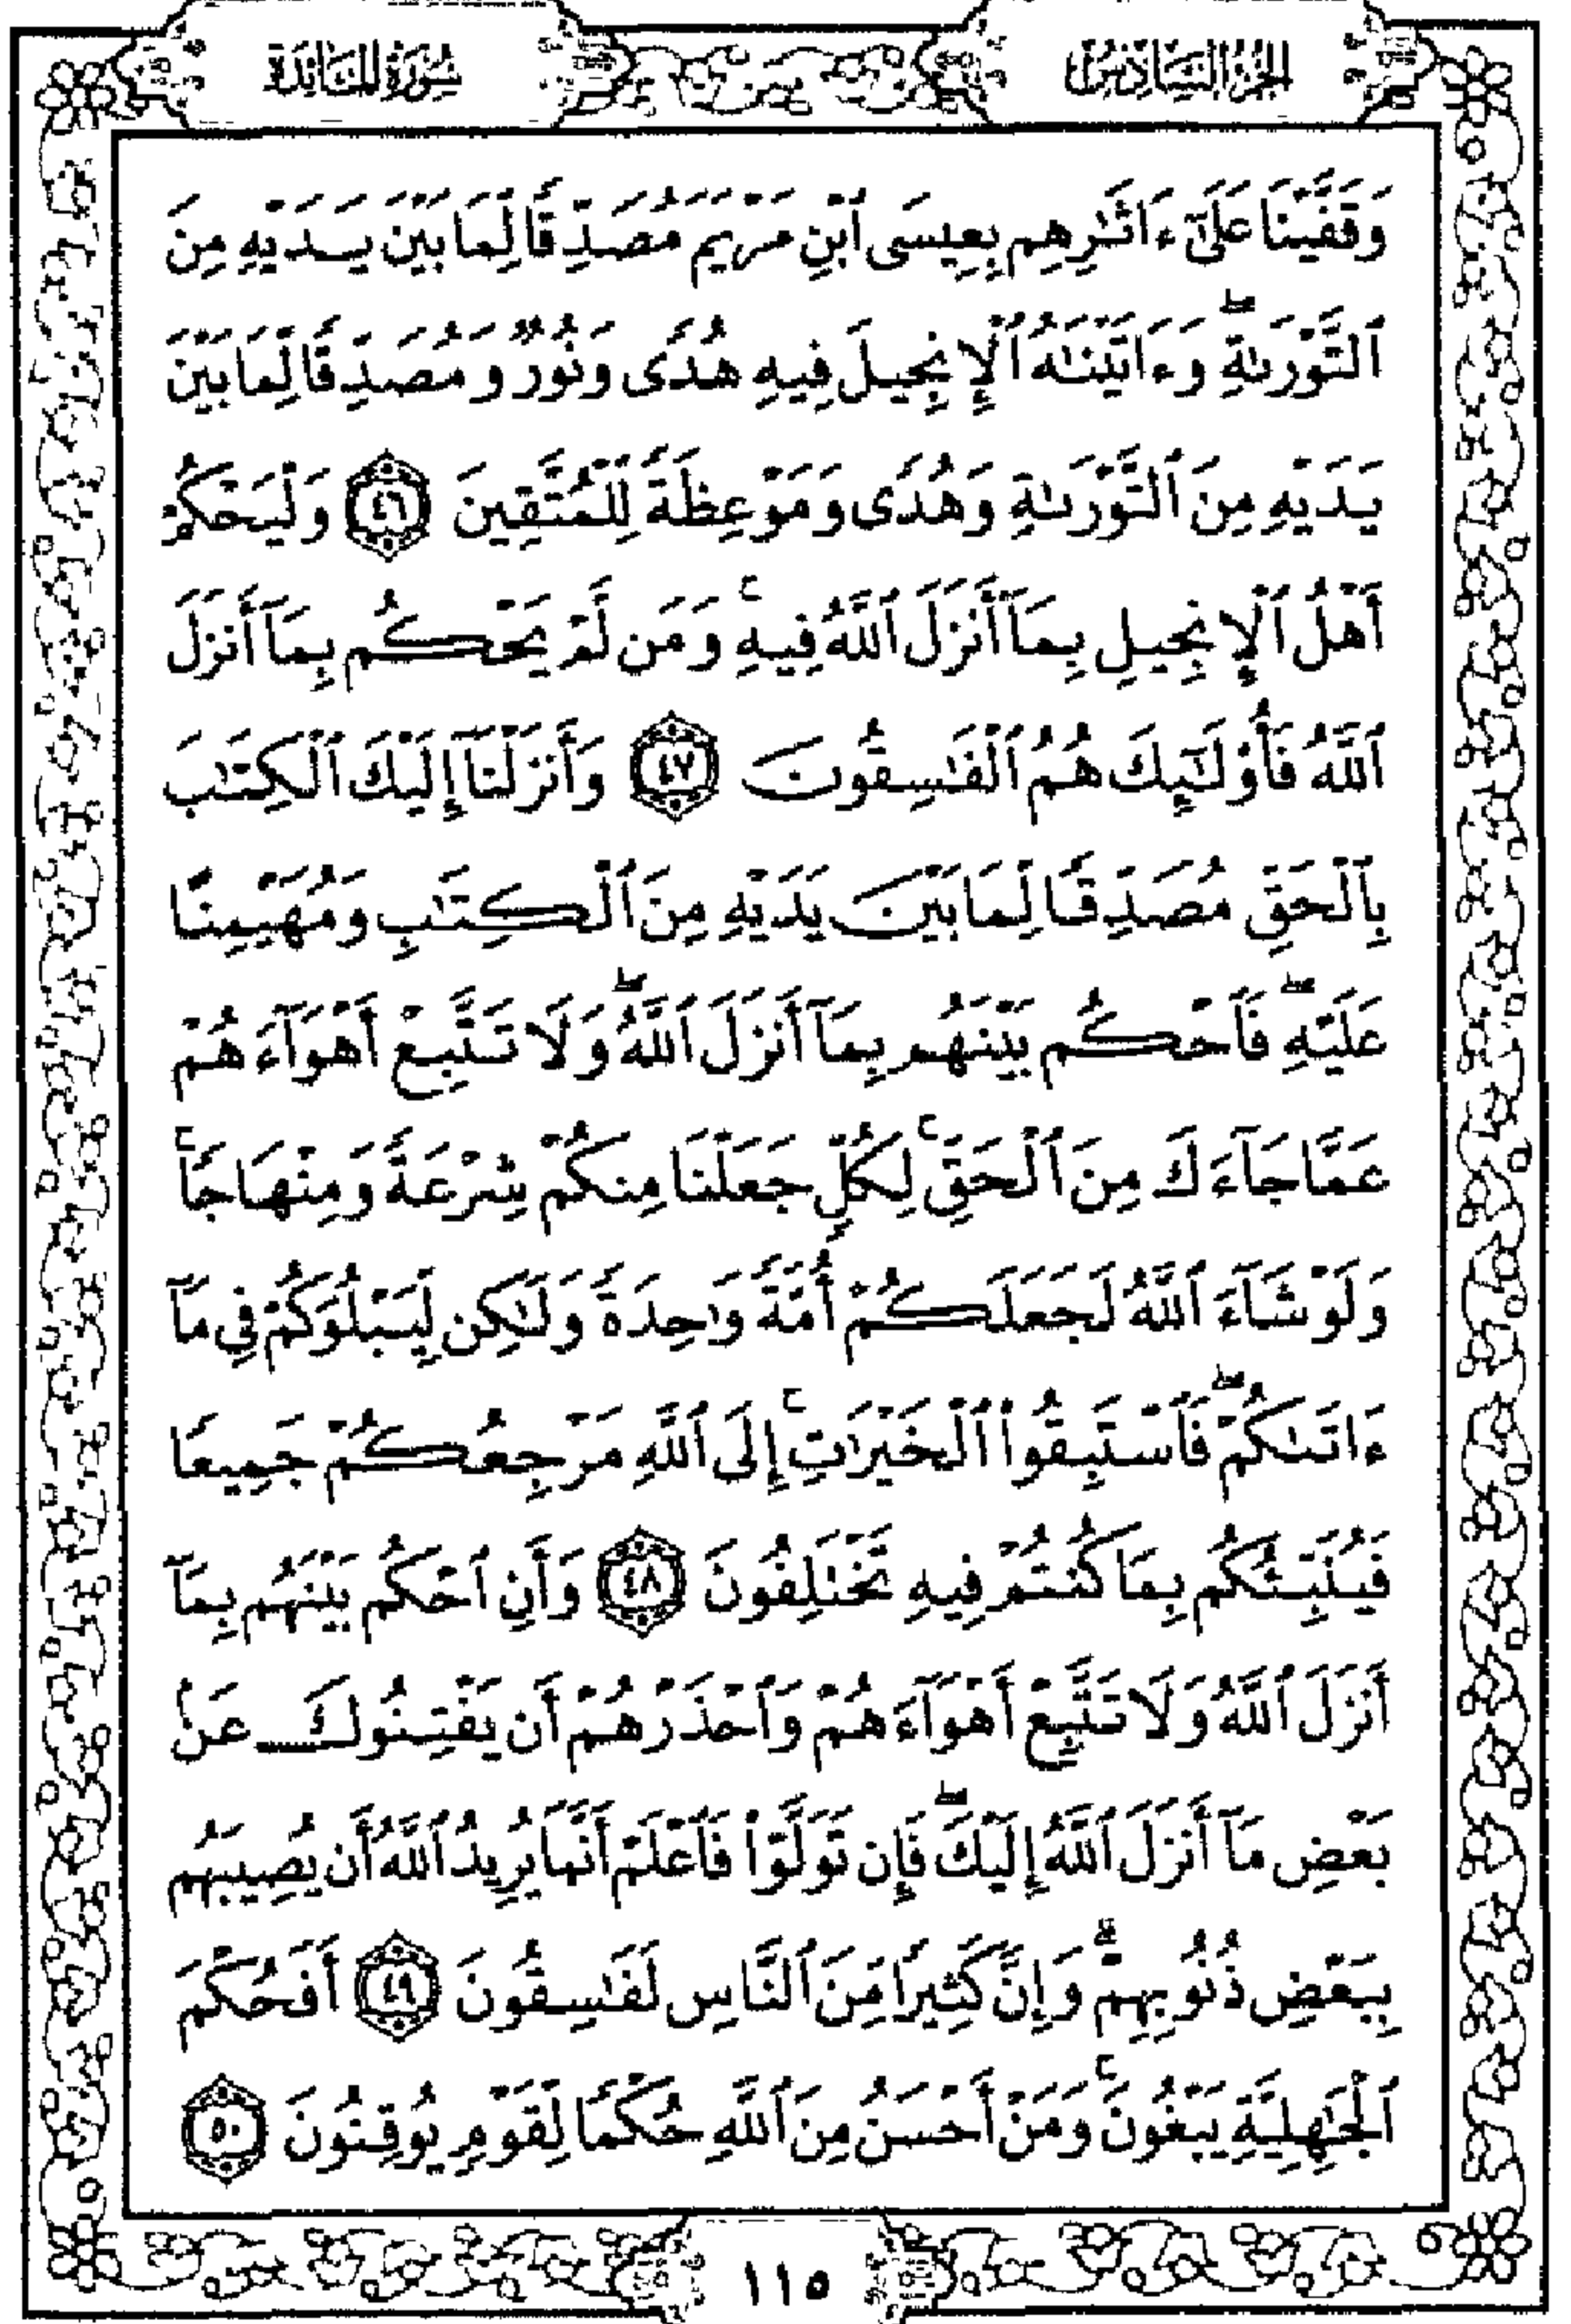 الجزء السادس
سورة المائدة
وَقَفَّيْنَا عَلَىٰٓ ءَاثَٰرِهِم بِعِيسَى ٱبْنِ مَرْيَمَ مُصَدِّقًا لِّمَا بَيْنَ يَدَيْهِ مِنَ
ٱلتَّوْرَىٰةِۖ وَءَاتَيْنَٰهُ ٱلْإِنجِيلَ فِيهِ هُدًى وَنُورٌ وَمُصَدِّقًا لِّمَا بَيْنَ
يَدَيْهِ مِنَ ٱلتَّوْرَىٰةِ وَهُدًى وَمَوْعِظَةً لِّلْمُتَّقِينَ ٤٦ وَلْيَحْكُمْ
أَهْلُ ٱلْإِنجِيلِ بِمَآ أَنزَلَ ٱللَّهُ فِيهِۚ وَمَن لَّمْ يَحْكُم بِمَآ أَنزَلَ
ٱللَّهُ فَأُو۟لَٰٓئِكَ هُمُ ٱلْفَٰسِقُونَ ٤٧ وَأَنزَلْنَآ إِلَيْكَ ٱلْكِتَٰبَ
بِٱلْحَقِّ مُصَدِّقًا لِّمَا بَيْنَ يَدَيْهِ مِنَ ٱلْكِتَٰبِ وَمُهَيْمِنًا
عَلَيْهِۖ فَٱحْكُم بَيْنَهُم بِمَآ أَنزَلَ ٱللَّهُۖ وَلَا تَتَّبِعْ أَهْوَآءَهُمْ
عَمَّا جَآءَكَ مِنَ ٱلْحَقِّۚ لِكُلٍّ جَعَلْنَا مِنكُمْ شِرْعَةً وَمِنْهَاجًاۚ
وَلَوْ شَآءَ ٱللَّهُ لَجَعَلَكُمْ أُمَّةً وَٰحِدَةً وَلَٰكِن لِّيَبْلُوَكُمْ فِى مَآ
ءَاتَىٰكُمْۖ فَٱسْتَبِقُوا۟ ٱلْخَيْرَٰتِۚ إِلَى ٱللَّهِ مَرْجِعُكُمْ جَمِيعًا
فَيُنَبِّئُكُم بِمَا كُنتُمْ فِيهِ تَخْتَلِفُونَ ٤٨ وَأَنِ ٱحْكُم بَيْنَهُم بِمَآ
أَنزَلَ ٱللَّهُ وَلَا تَتَّبِعْ أَهْوَآءَهُمْ وَٱحْذَرْهُمْ أَن يَفْتِنُوكَ عَنۢ
بَعْضِ مَآ أَنزَلَ ٱللَّهُ إِلَيْكَۖ فَإِن تَوَلَّوْا۟ فَٱعْلَمْ أَنَّمَا يُرِيدُ ٱللَّهُ أَن يُصِيبَهُم
بِبَعْضِ ذُنُوبِهِمْۗ وَإِنَّ كَثِيرًا مِّنَ ٱلنَّاسِ لَفَٰسِقُونَ ٤٩ أَفَحُكْمَ
ٱلْجَٰهِلِيَّةِ يَبْغُونَۚ وَمَنْ أَحْسَنُ مِنَ ٱللَّهِ حُكْمًا لِّقَوْمٍ يُوقِنُونَ ٥٠
١١٥